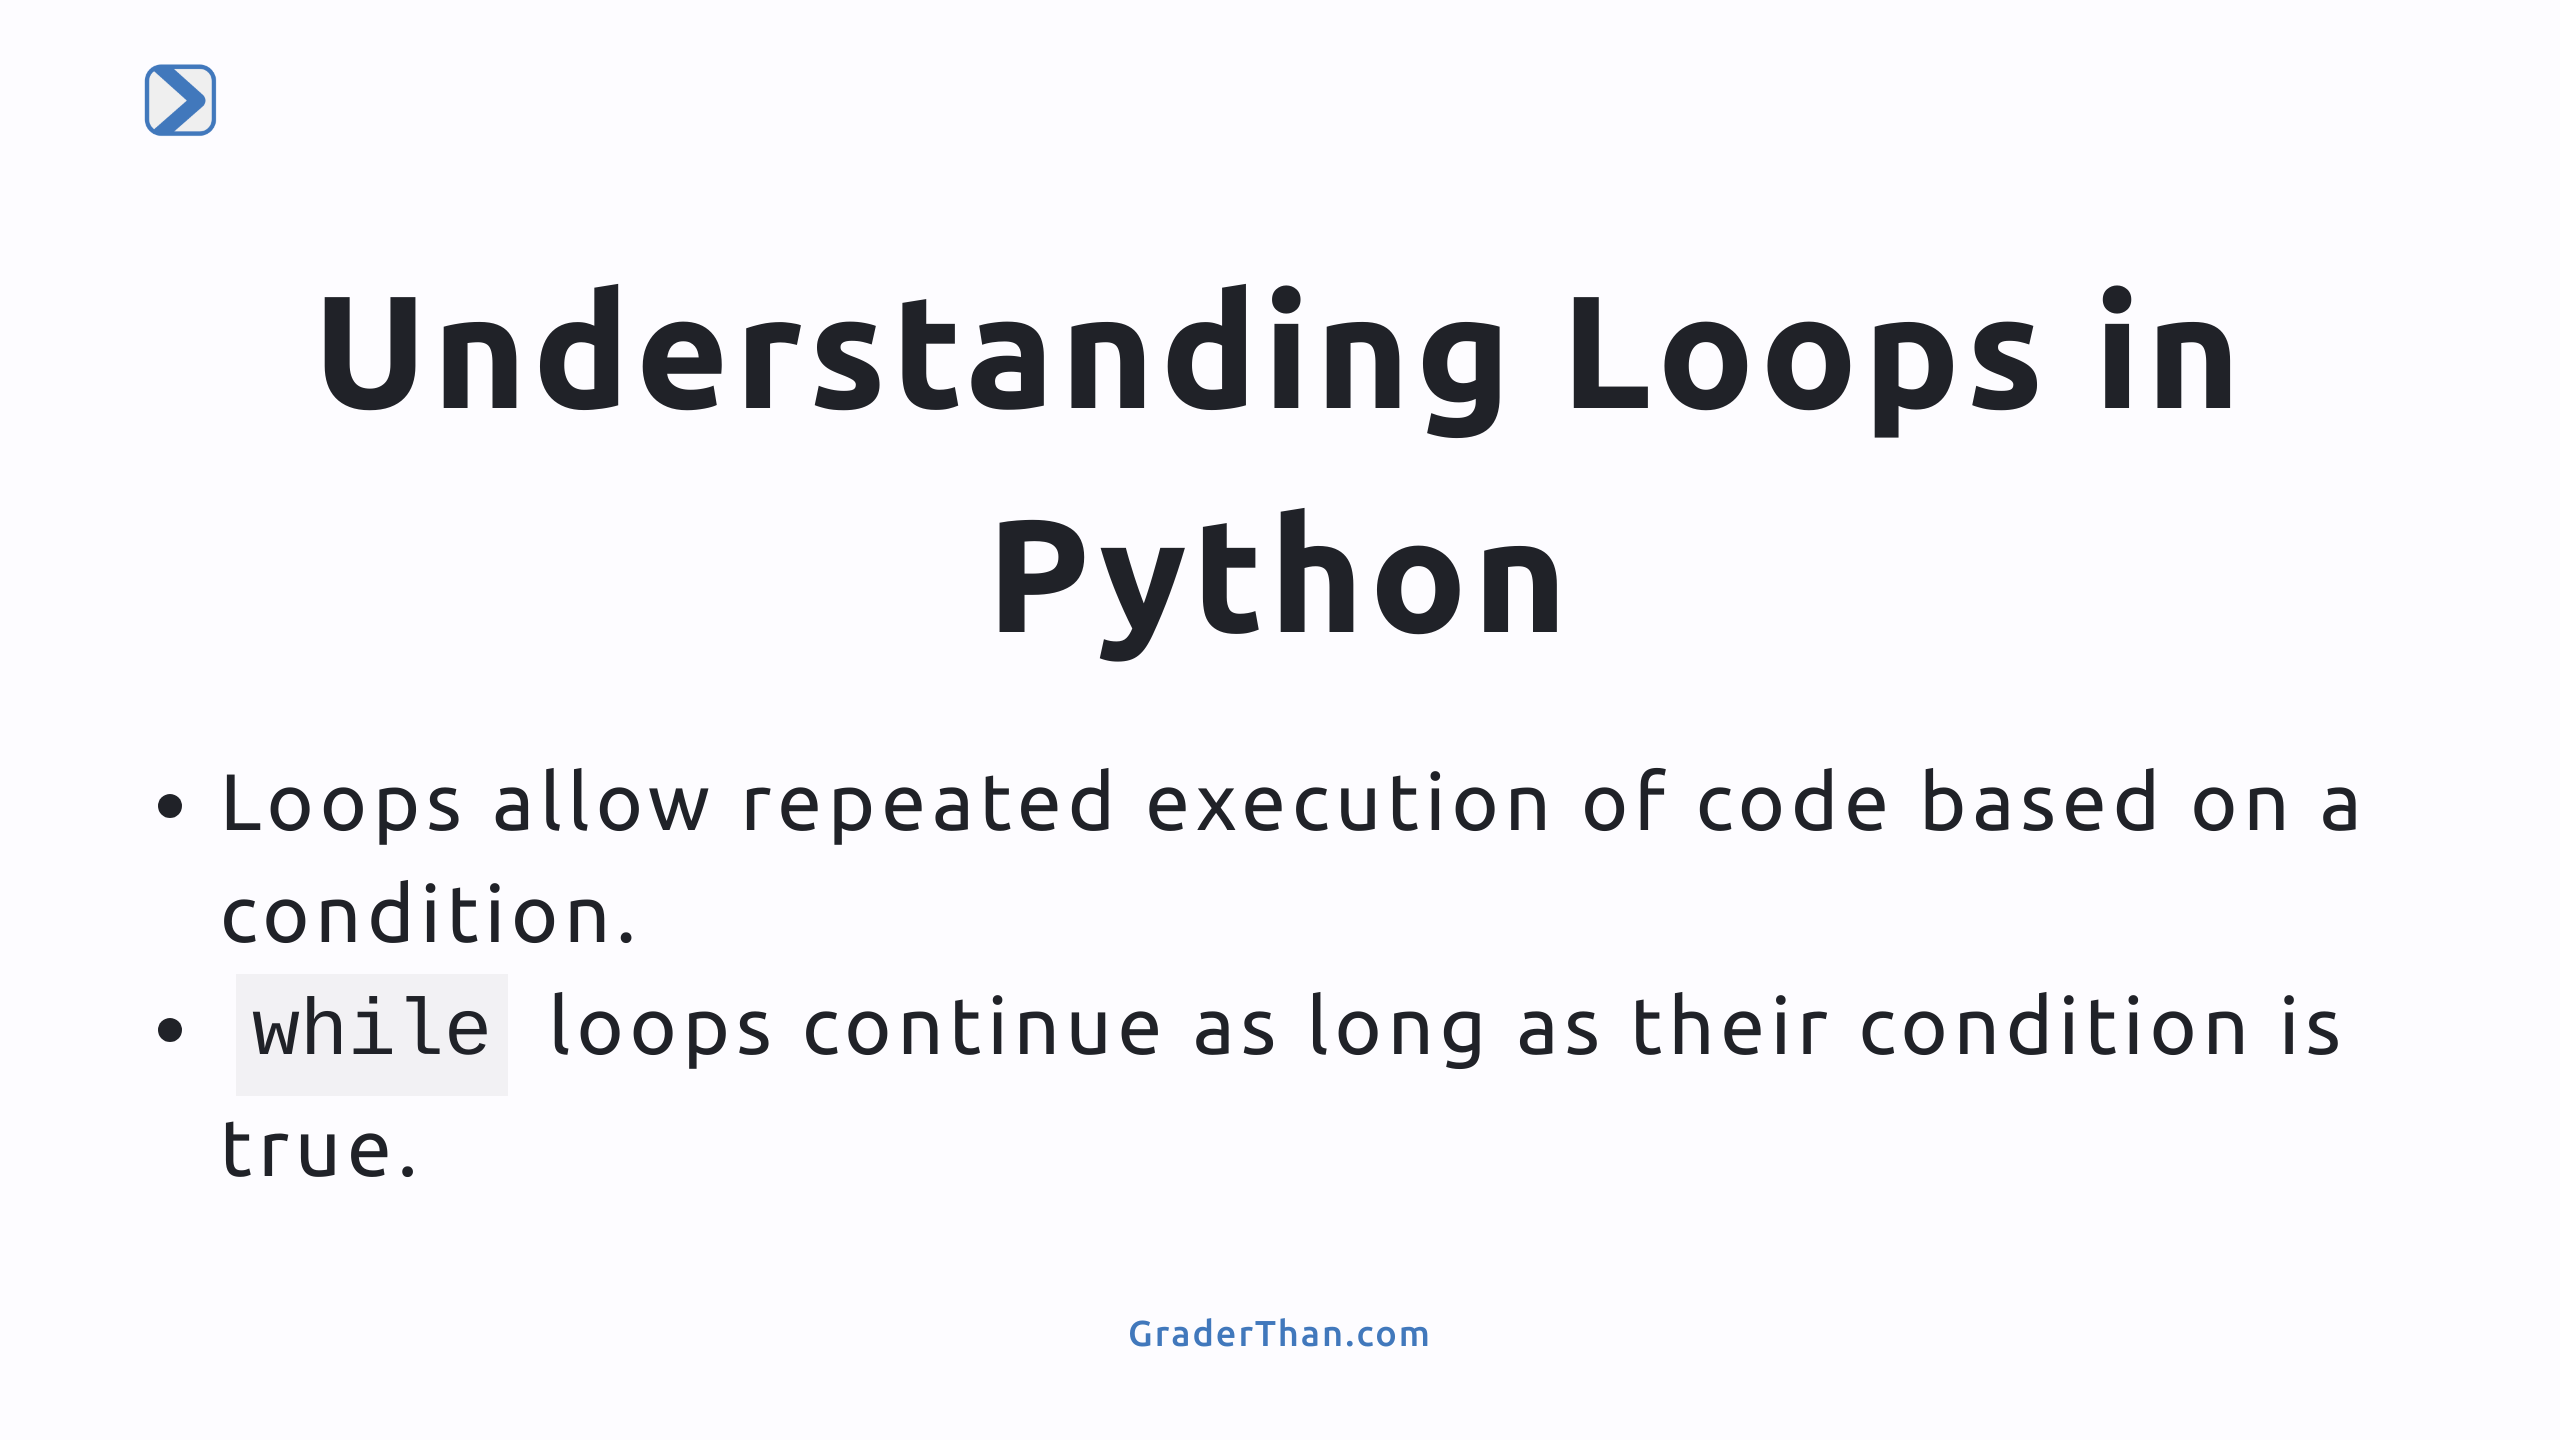 Understanding Loops in
Python
• Loops allow repeated execution of code based on a
condition.
• while loops continue as long as their condition is
true.
GraderThan.com